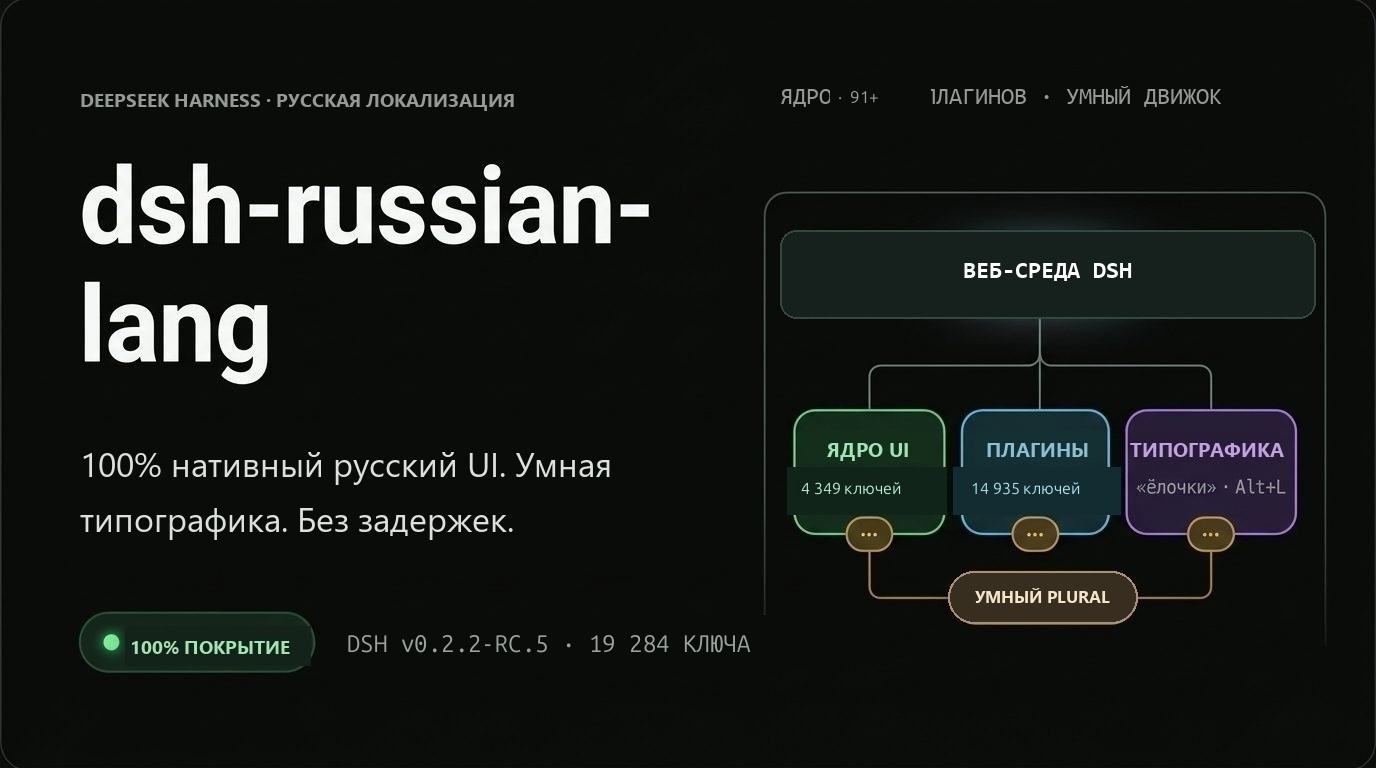 DEEPSEEK HARNESS · РУССКАЯ ЛОКАЛИЗАЦИЯ
ЯДРО · 91+ ПЛАГИНОВ · УМНЫЙ ДВИЖОК
dsh-russian-
lang
100% нативный русский UI. Умная
типографика. Без задержек.
100% ПОКРЫТИЕ
DSH v0.2.2-RC.5 · 19 284 КЛЮЧА
ВЕБ-СРЕДА DSH
ЯДРО UI
4 349 ключей
ПЛАГИНЫ
14 935 ключей
ТИПОГРАФИКА
«ёлочки» · Alt+L
...
...
...
УМНЫЙ PLURAL